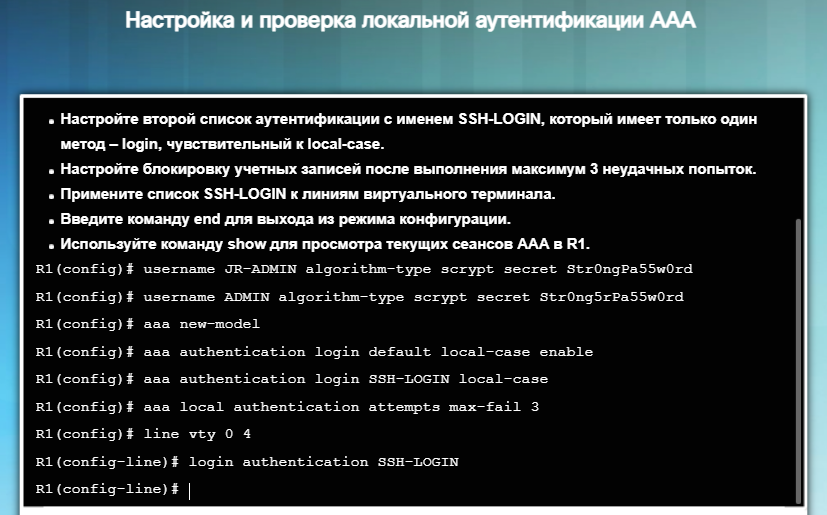 Настройка и проверка локальной аутентификации AAA
• Настройте второй список аутентификации с именем SSH-LOGIN, который имеет только один
метод – login, чувствительный к local-case.
• Настройте блокировку учетных записей после выполнения максимум 3 неудачных попыток.
• Примените список SSH-LOGIN к линиям виртуального терминала.
• Введите команду end для выхода из режима конфигурации.
• Используйте команду show для просмотра текущих сеансов AAA в R1.
R1(config)# username JR-ADMIN algorithm-type scrypt secret Str0ngPa55w0rd
R1(config)# username ADMIN algorithm-type scrypt secret Str0ng5rPa55w0rd
R1(config)# aaa new-model
R1(config)# aaa authentication login default local-case enable
R1(config)# aaa authentication login SSH-LOGIN local-case
R1(config)# aaa local authentication attempts max-fail 3
R1(config)# line vty 0 4
R1(config-line)# login authentication SSH-LOGIN
R1(config-line)#